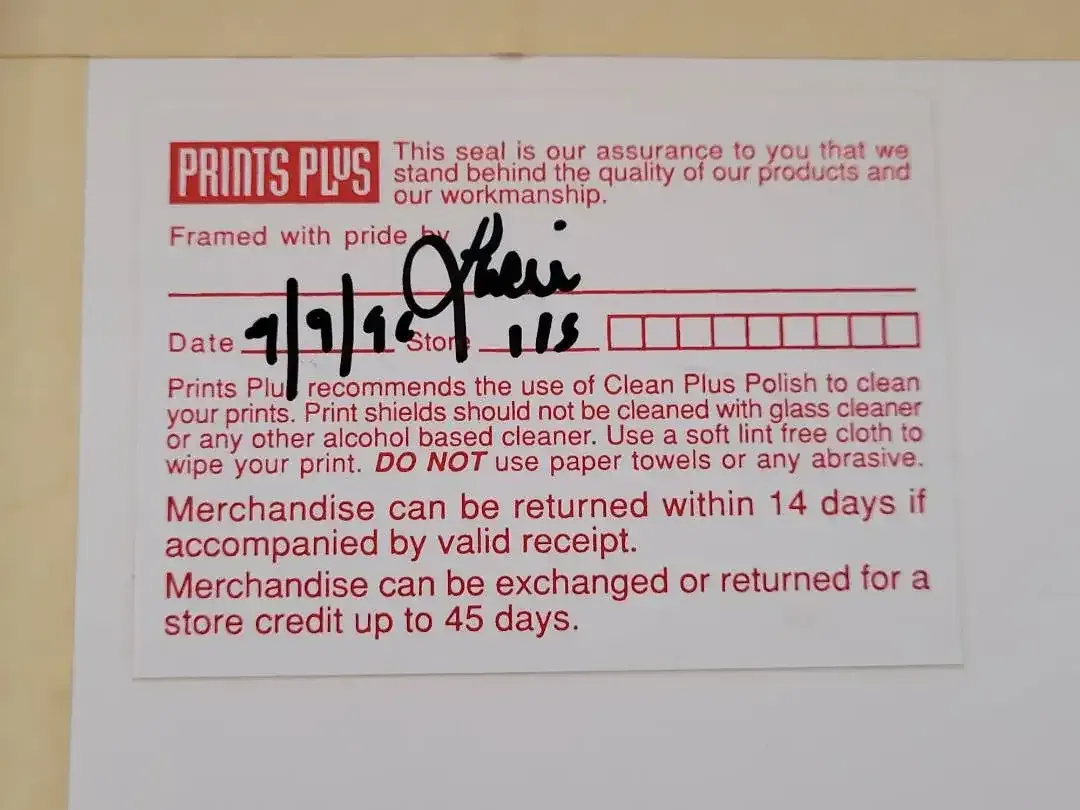 PRINTS PLUS
This seal is our assurance to you that we
stand behind the quality of our products and
our workmanship.
Framed with pride by
Date 9/9/96 Store 115
Prints Plus recommends the use of Clean Plus Polish to clean
your prints. Print shields should not be cleaned with glass cleaner
or any other alcohol based cleaner. Use a soft lint free cloth to
wipe your print. DO NOT use paper towels or any abrasive.
Merchandise can be returned within 14 days if
accompanied by valid receipt.
Merchandise can be exchanged or returned for a
store credit up to 45 days.